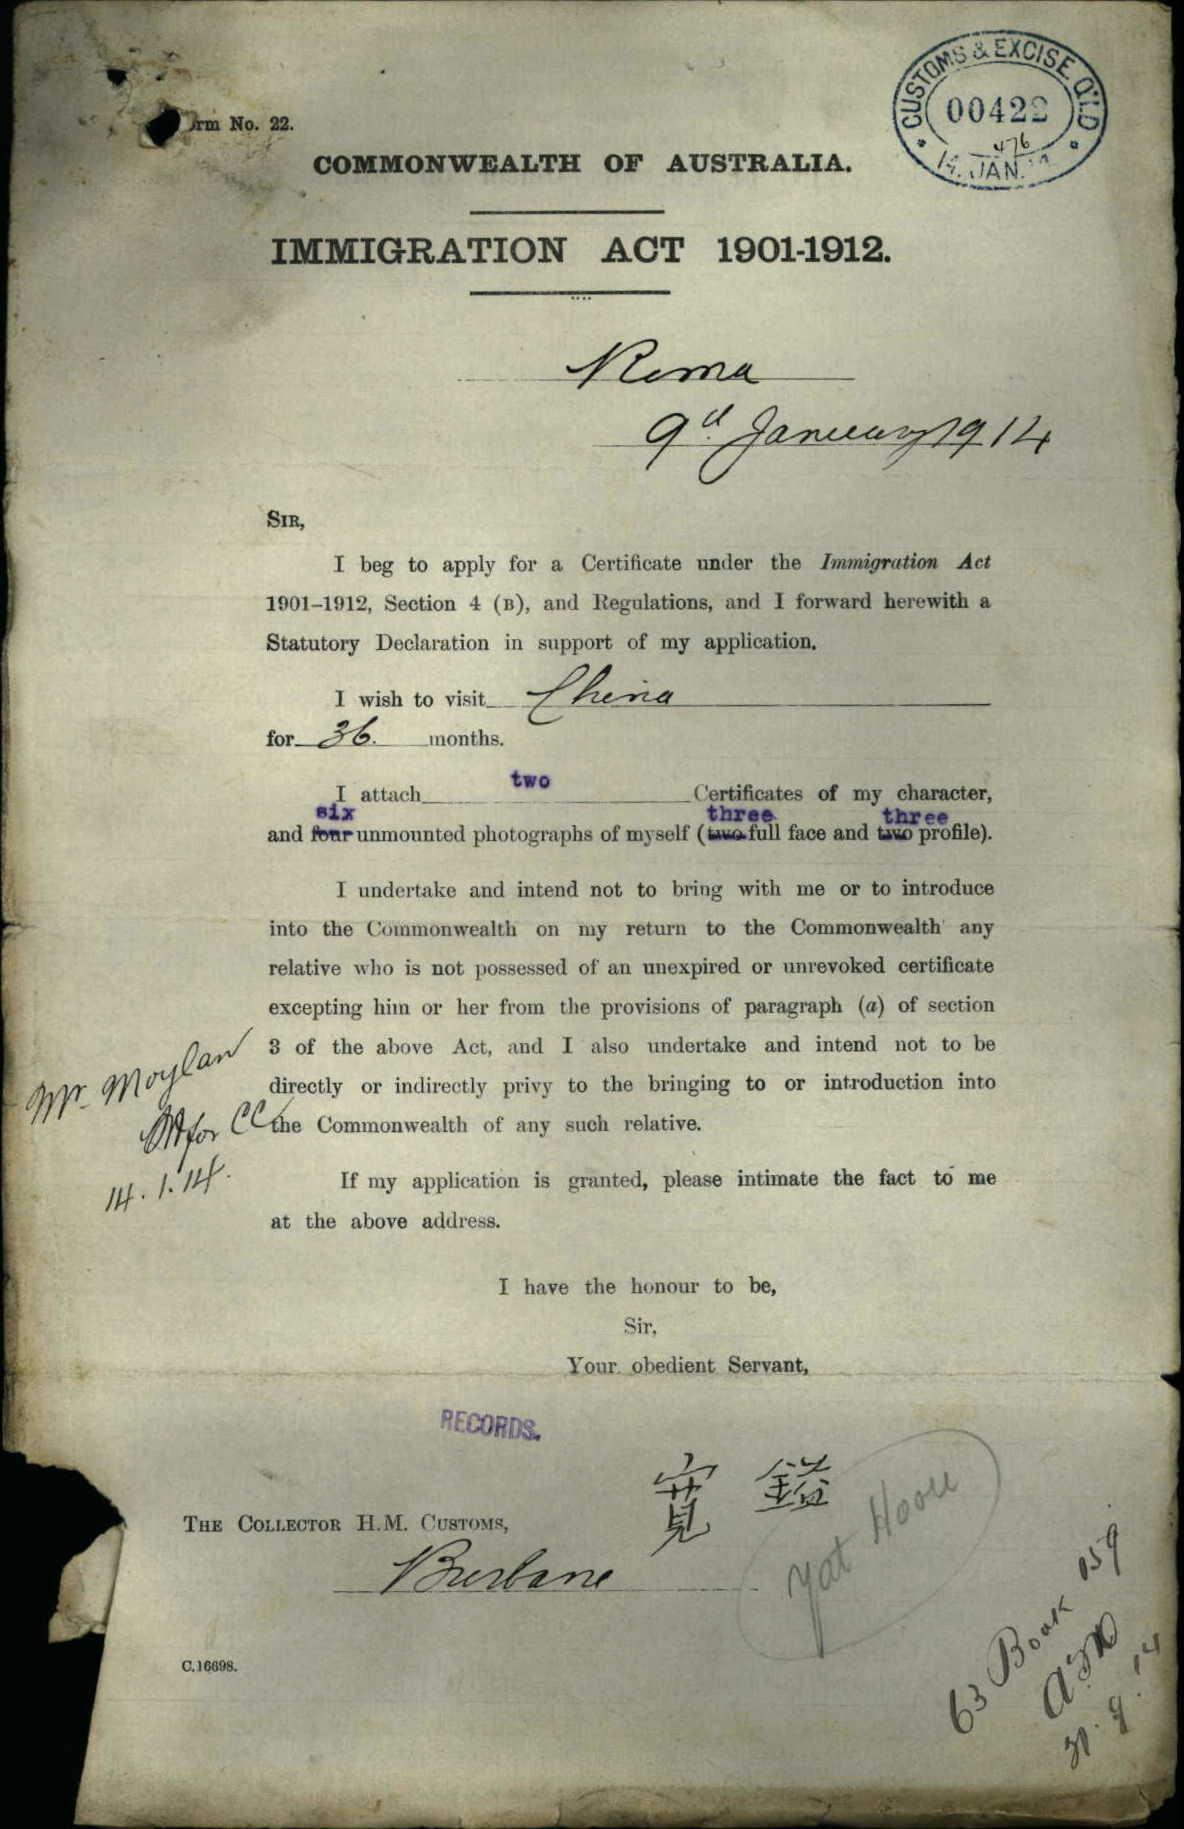 CUSTOMS & EXCISE. Q'LD
00422
476
14. JAN. 14
rm No. 22.
COMMONWEALTH OF AUSTRALIA.
IMMIGRATION ACT 1901-1912.
Roma
9d. January 1914
SIR,
I beg to apply for a Certificate under the Immigration Act
1901–1912, Section 4 (B), and Regulations, and I forward herewith a
Statutory Declaration in support of my application.
I wish to visit China
for 36. months.
I attach two Certificates of my character,
six three three
and four unmounted photographs of myself (two full face and two profile).
I undertake and intend not to bring with me or to introduce
into the Commonwealth on my return to the Commonwealth any
relative who is not possessed of an unexpired or unrevoked certificate
excepting him or her from the provisions of paragraph (a) of section
3 of the above Act, and I also undertake and intend not to be
directly or indirectly privy to the bringing to or introduction into
the Commonwealth of any such relative.
Mr. Moylan
for CC
14.1.14.
If my application is granted, please intimate the fact to me
at the above address.
I have the honour to be,
Sir,
Your obedient Servant,
RECORDS.
寬 鎰
THE COLLECTOR H.M. CUSTOMS,
Brisbane
Yat Hoon
63 Book 159
C.16698.